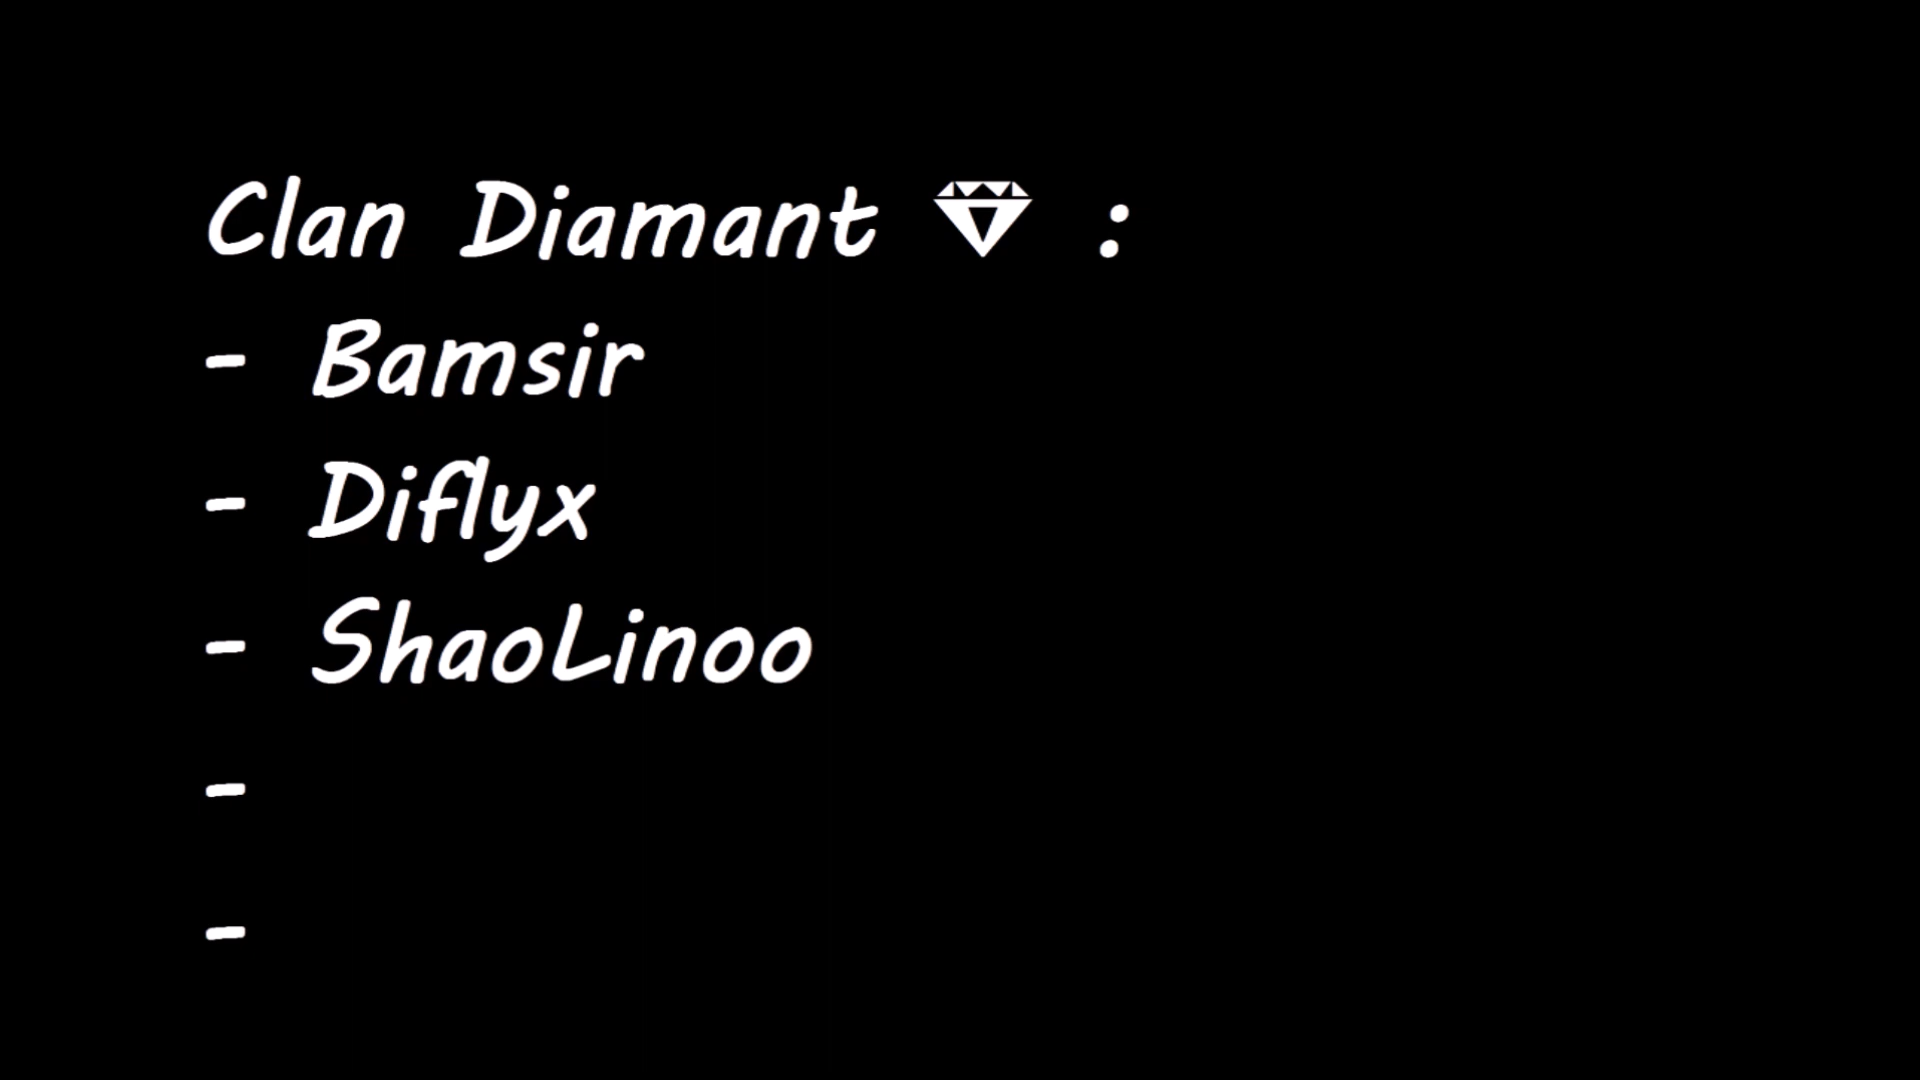 Clan Diamant 💎 :
- Bamsir
- Diflyx
- ShaoLinoo
-
-